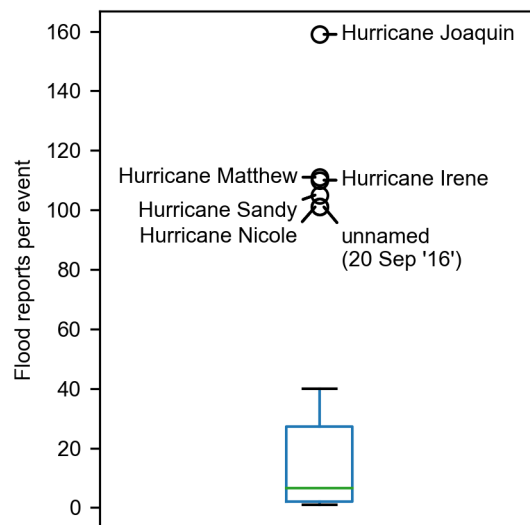 160
Hurricane Joaquin
140
120
Hurricane Matthew
Hurricane Irene
100
Hurricane Sandy
Hurricane Nicole
unnamed
(20 Sep '16')
80
60
40
20
0
Flood reports per event